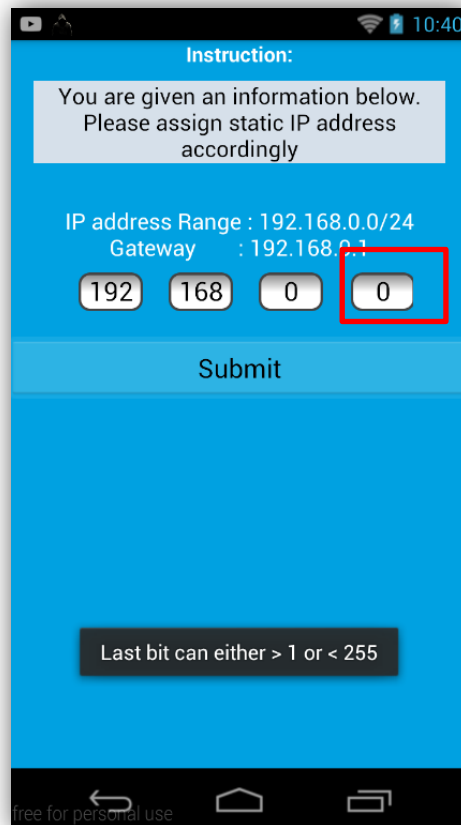 10:40
Instruction:
You are given an information below.
Please assign static IP address
accordingly
IP address Range : 192.168.0.0/24
Gateway : 192.168.0.1
192 168 0 0
Submit
Last bit can either > 1 or < 255
free for personal use